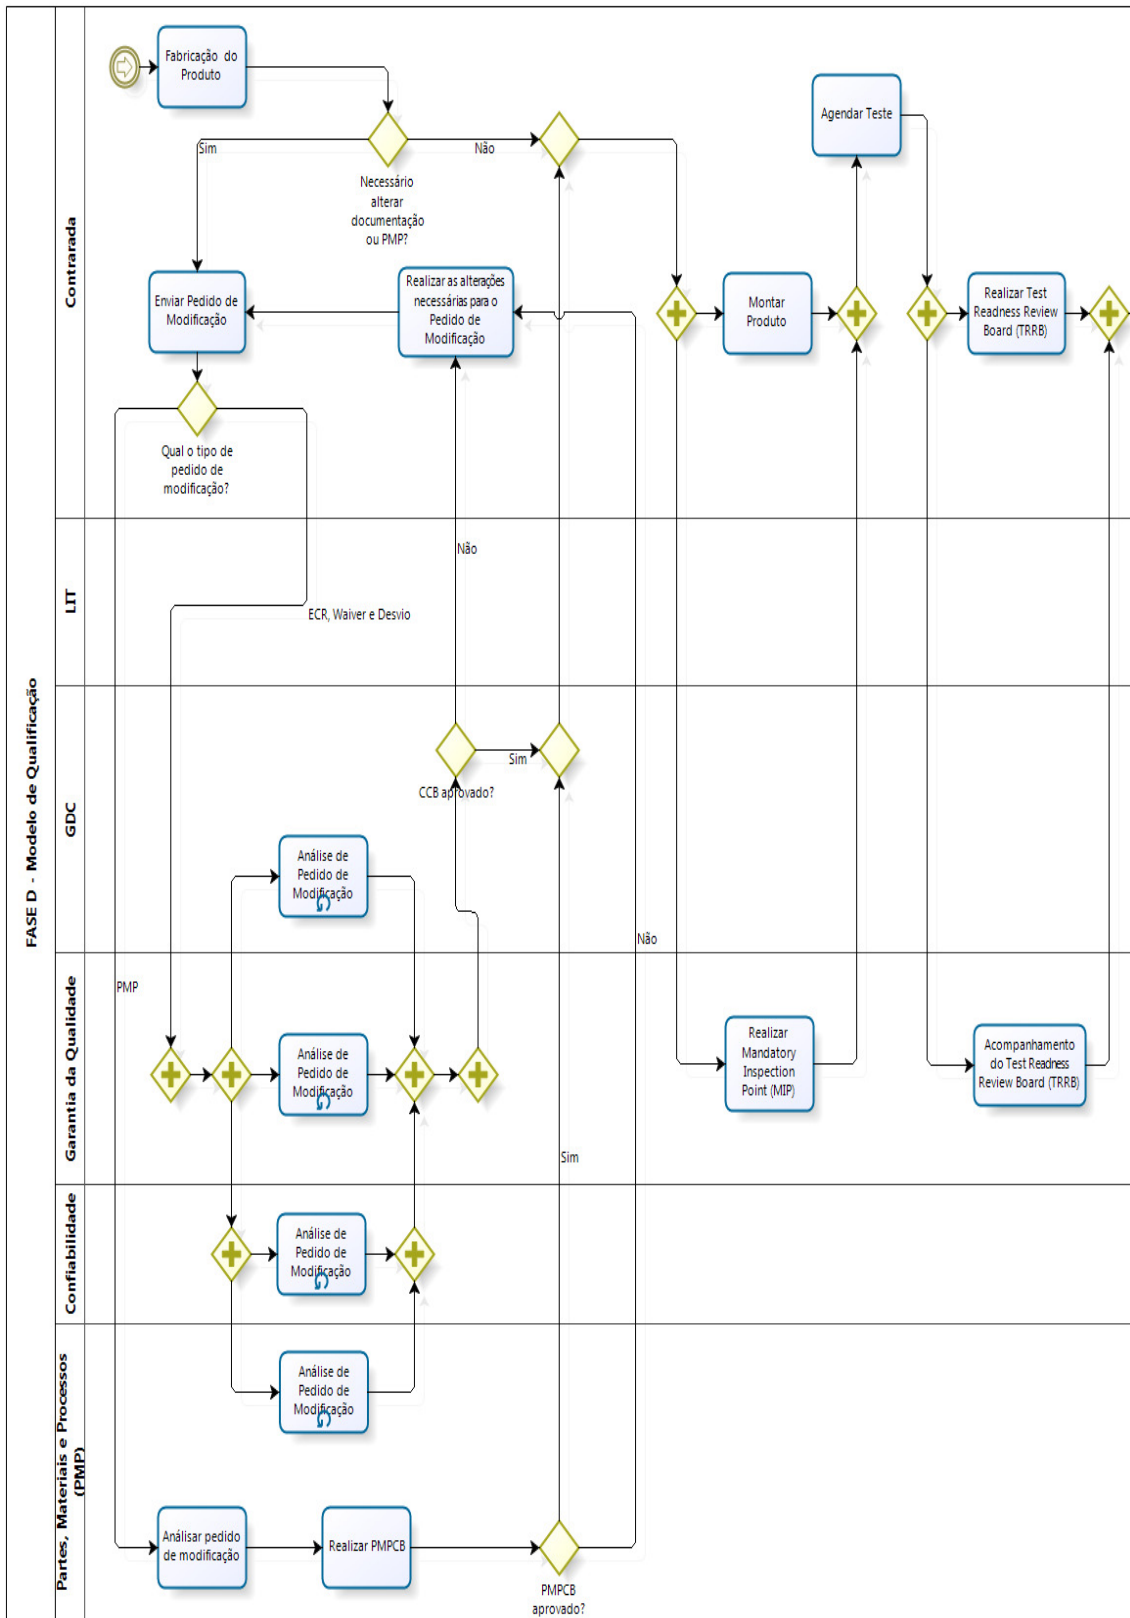 FASE D - Modelo de Qualificação
Contrarada
Fabricação do
Produto
Sim
Não
Necessário
alterar
documentação
ou PMP?
Agendar Teste
Enviar Pedido de
Modificação
Realizar as alterações
necessárias para o
Pedido de
Modificação
Montar
Produto
Realizar Test
Readness Review
Board (TRRB)
Qual o tipo de
pedido de
modificação?
LIT
Não
ECR, Waiver e Desvio
GDC
Sim
CCB aprovado?
Análise de
Pedido de
Modificação
Não
Garantia da Qualidade
PMP
Análise de
Pedido de
Modificação
Realizar
Mandatory
Inspection
Point (MIP)
Acompanhamento
do Test Readness
Review Board (TRRB)
Sim
Confiabilidade
Análise de
Pedido de
Modificação
Partes, Materiais e Processos
(PMP)
Análise de
Pedido de
Modificação
Análisar pedido
de modificação
Realizar PMPCB
PMPCB
aprovado?